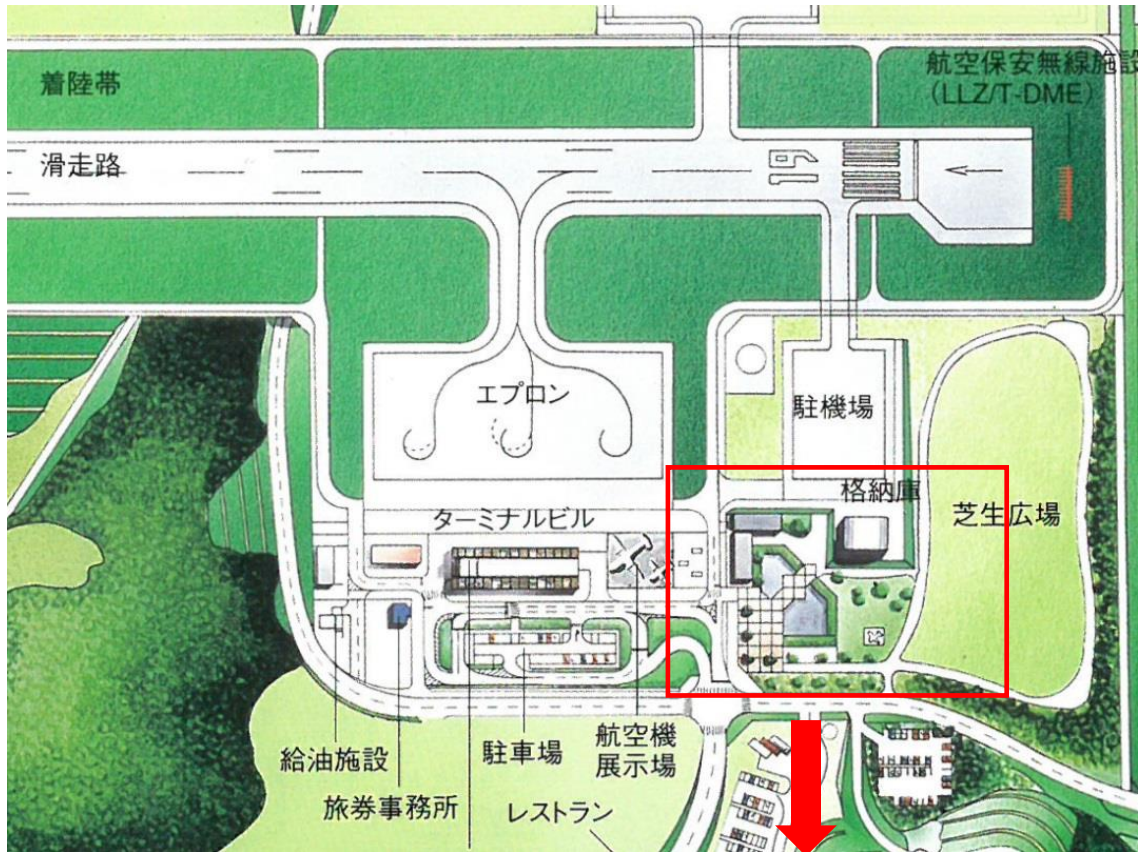 着陸帯
航空保安無線施設
(LLZ/T-DME)
滑走路
19
エプロン
駐機場
格納庫
芝生広場
ターミナルビル
給油施設
駐車場
航空機
展示場
旅券事務所
レストラン